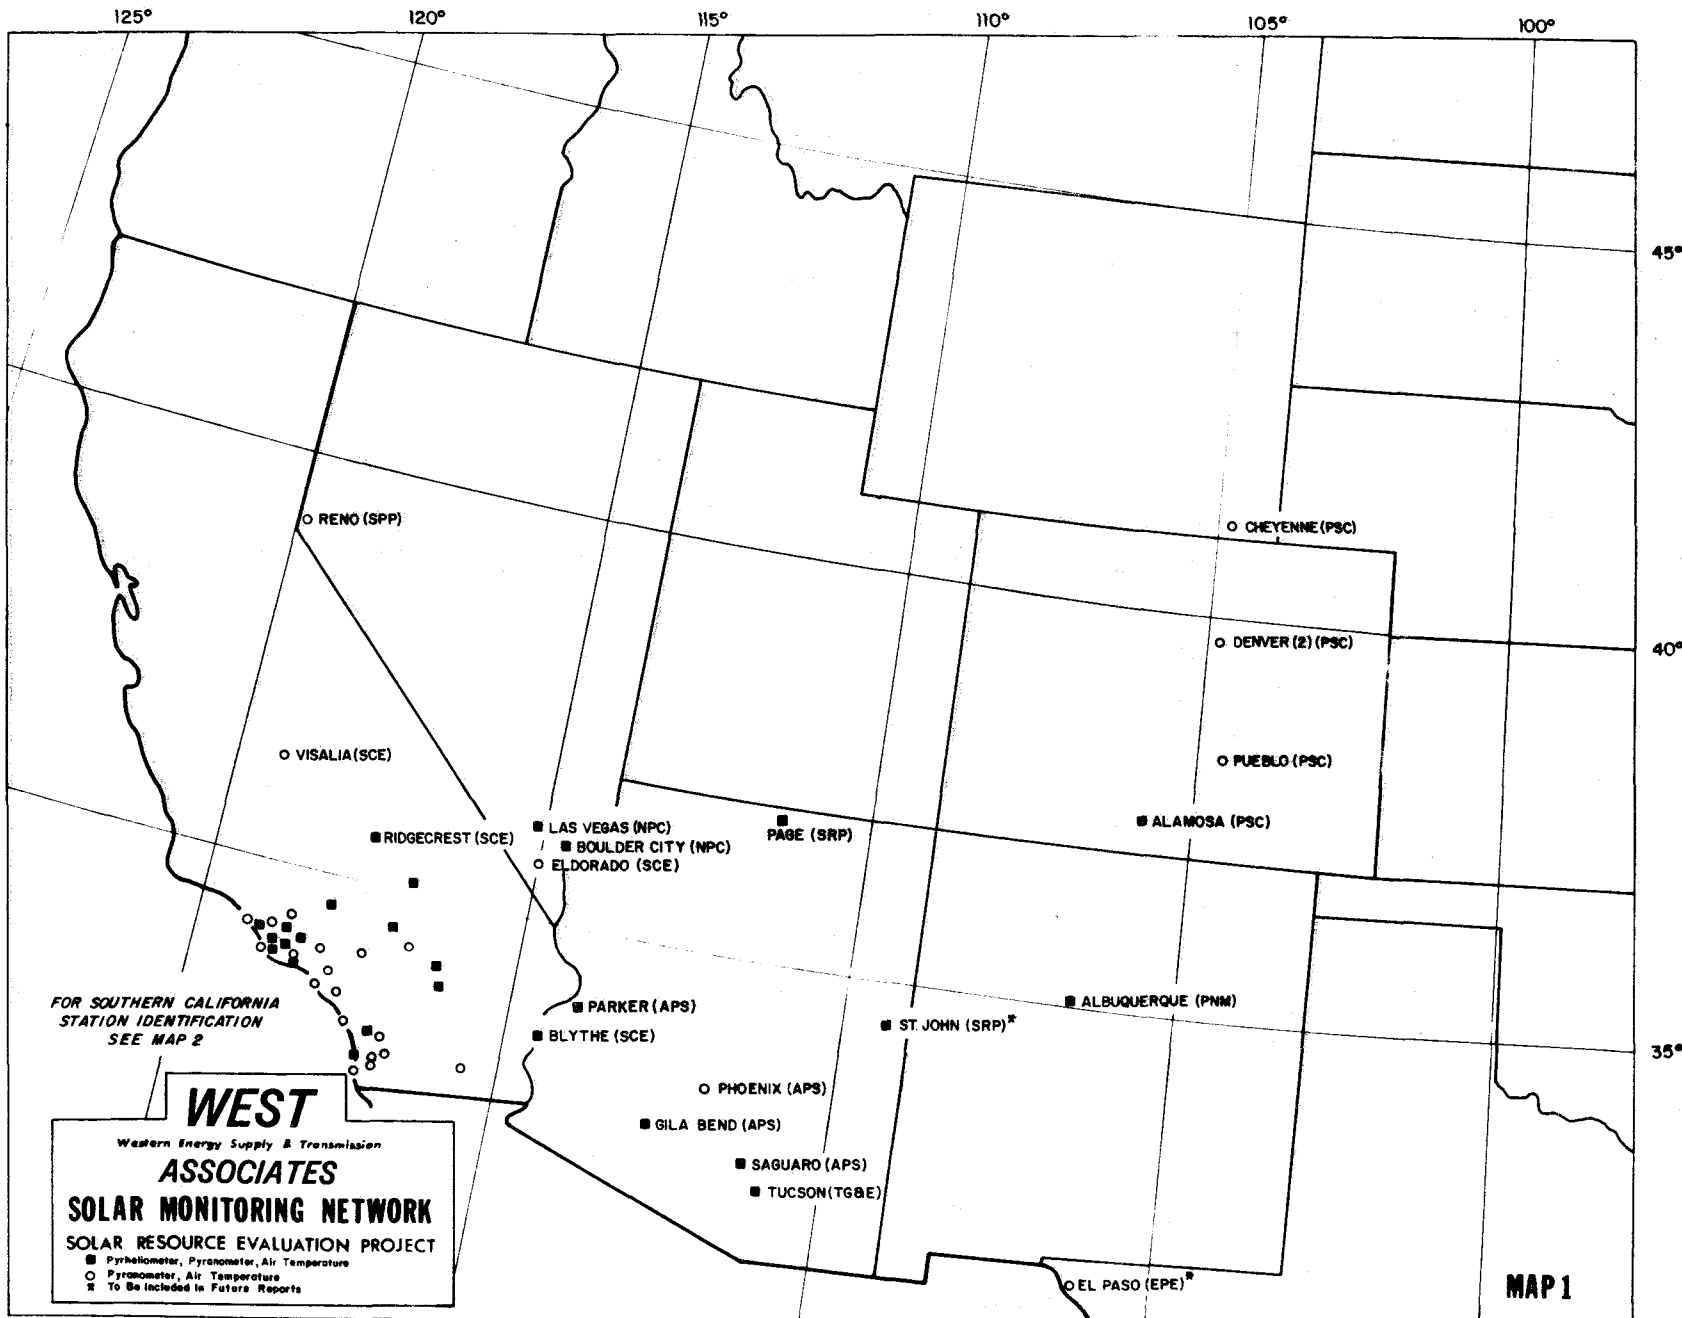 125° 120° 115° 110° 105° 100°
45°
RENO (SPP)
CHEYENNE (PSC)
DENVER (2) (PSC)
40°
VISALIA (SCE)
PUEBLO (PSC)
RIDGECREST (SCE)
LAS VEGAS (NPC)
PAGE (SRP)
ALAMOSA (PSC)
BOULDER CITY (NPC)
ELDORADO (SCE)
FOR SOUTHERN CALIFORNIA
STATION IDENTIFICATION
SEE MAP 2
PARKER (APS)
ALBUQUERQUE (PNM)
BLYTHE (SCE)
ST. JOHN (SRP)*
35°
PHOENIX (APS)
GILA BEND (APS)
SAGUARO (APS)
TUCSON (TG&E)
EL PASO (EPE)*
WEST
Western Energy Supply & Transmission
ASSOCIATES
SOLAR MONITORING NETWORK
SOLAR RESOURCE EVALUATION PROJECT
■ Pyrheliometer, Pyranometer, Air Temperature
○ Pyranometer, Air Temperature
* To Be Included in Future Reports
MAP 1